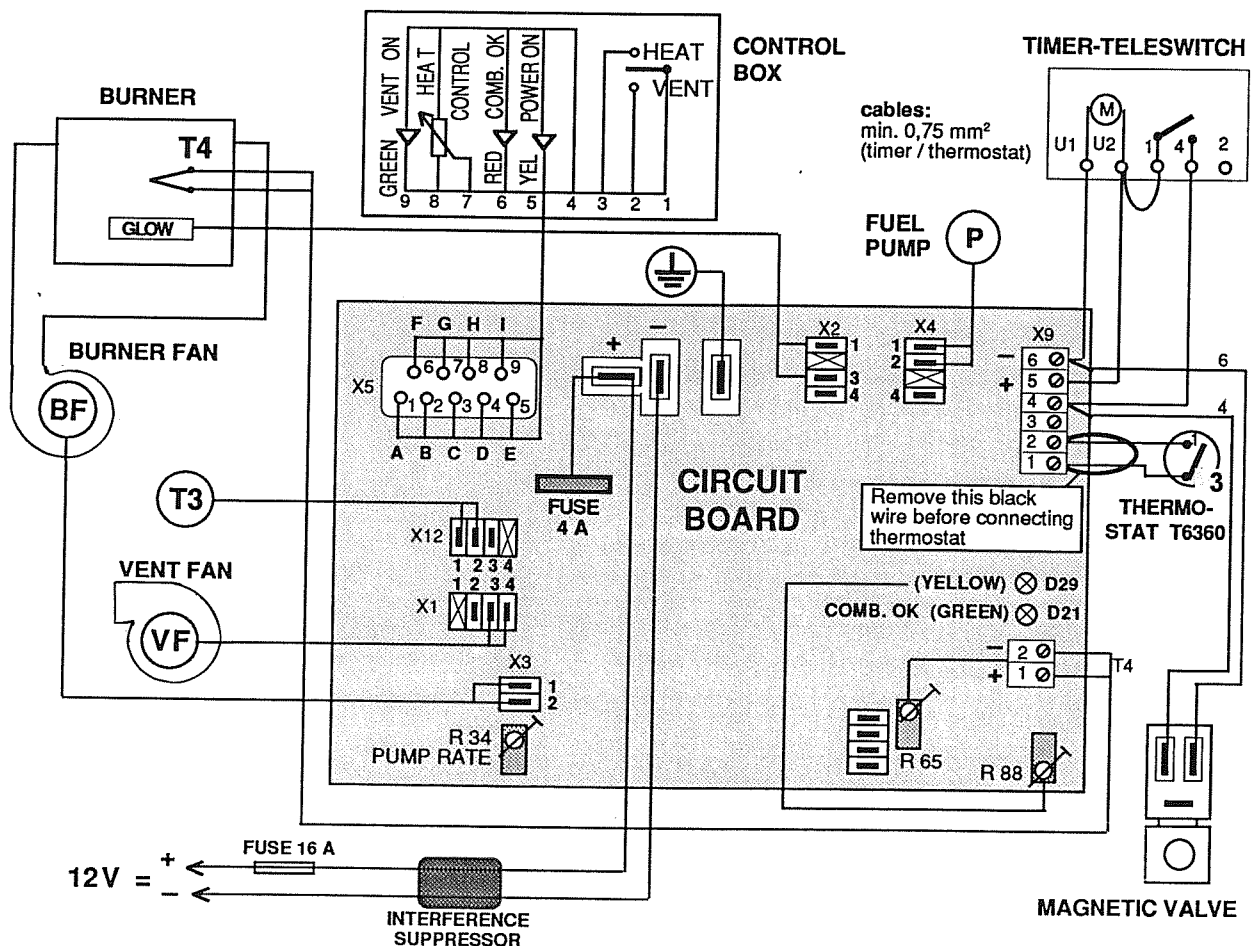 CONTROL
BOX
HEAT
VENT
GREEN VENT ON
HEAT
CONTROL
RED COMB. OK
YEL POWER ON
9 8 7 6 5 4 3 2 1
TIMER-TELESWITCH
M
U1 U2 1 4 2
cables:
min. 0,75 mm²
(timer / thermostat)
BURNER
T4
GLOW
FUEL
PUMP
P
BURNER FAN
BF
F G H I
6 7 8 9
X5
1 2 3 4 5
A B C D E
+
−
X2
1
3
4
X4
1
2
4
X9
− 6
+ 5
4
3
2
1
6
4
1
3
THERMO-
STAT T6360
Remove this black
wire before connecting
thermostat
CIRCUIT
BOARD
FUSE
4 A
T3
X12
1 2 3 4
1 2 3 4
X1
VENT FAN
VF
X3
1
2
R 34
PUMP RATE
(YELLOW) D29
COMB. OK (GREEN) D21
− 2
+ 1
T4
R 65
R 88
12V = + −
FUSE 16 A
INTERFERENCE
SUPPRESSOR
MAGNETIC VALVE